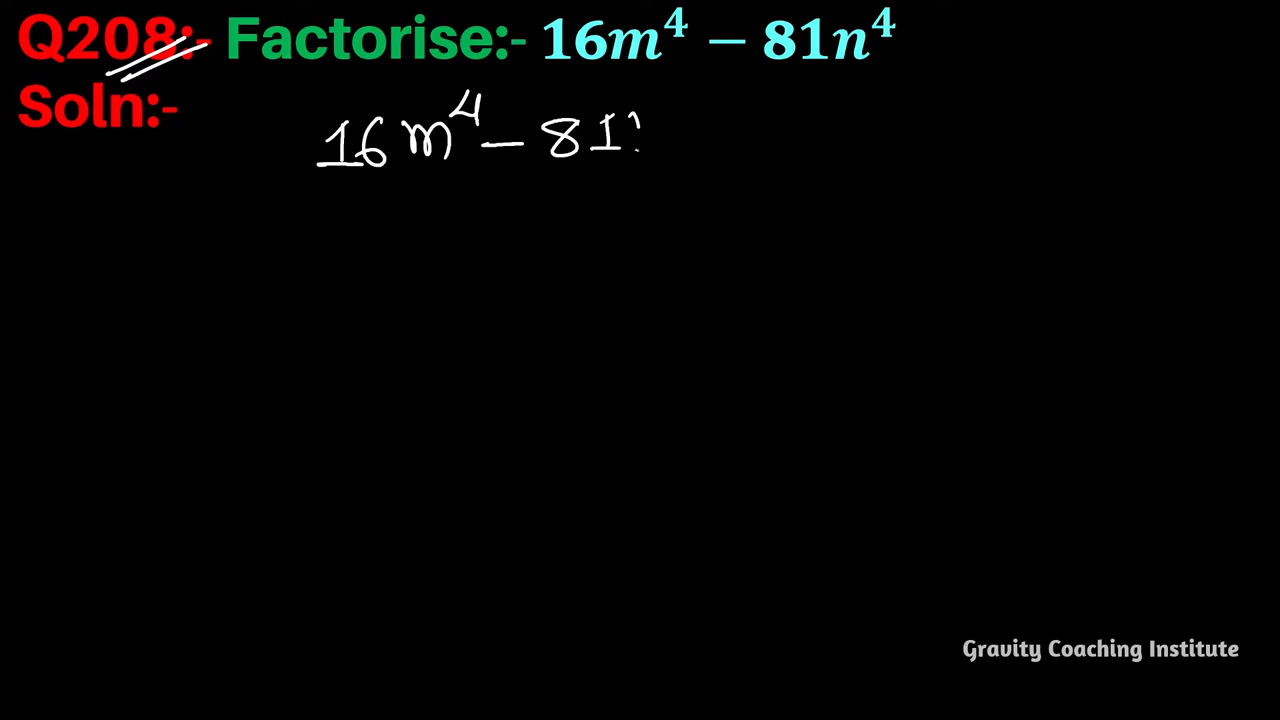 Q208:- Factorise:- 16m⁴ − 81n⁴
Soln:-
16m⁴ − 81
Gravity Coaching Institute